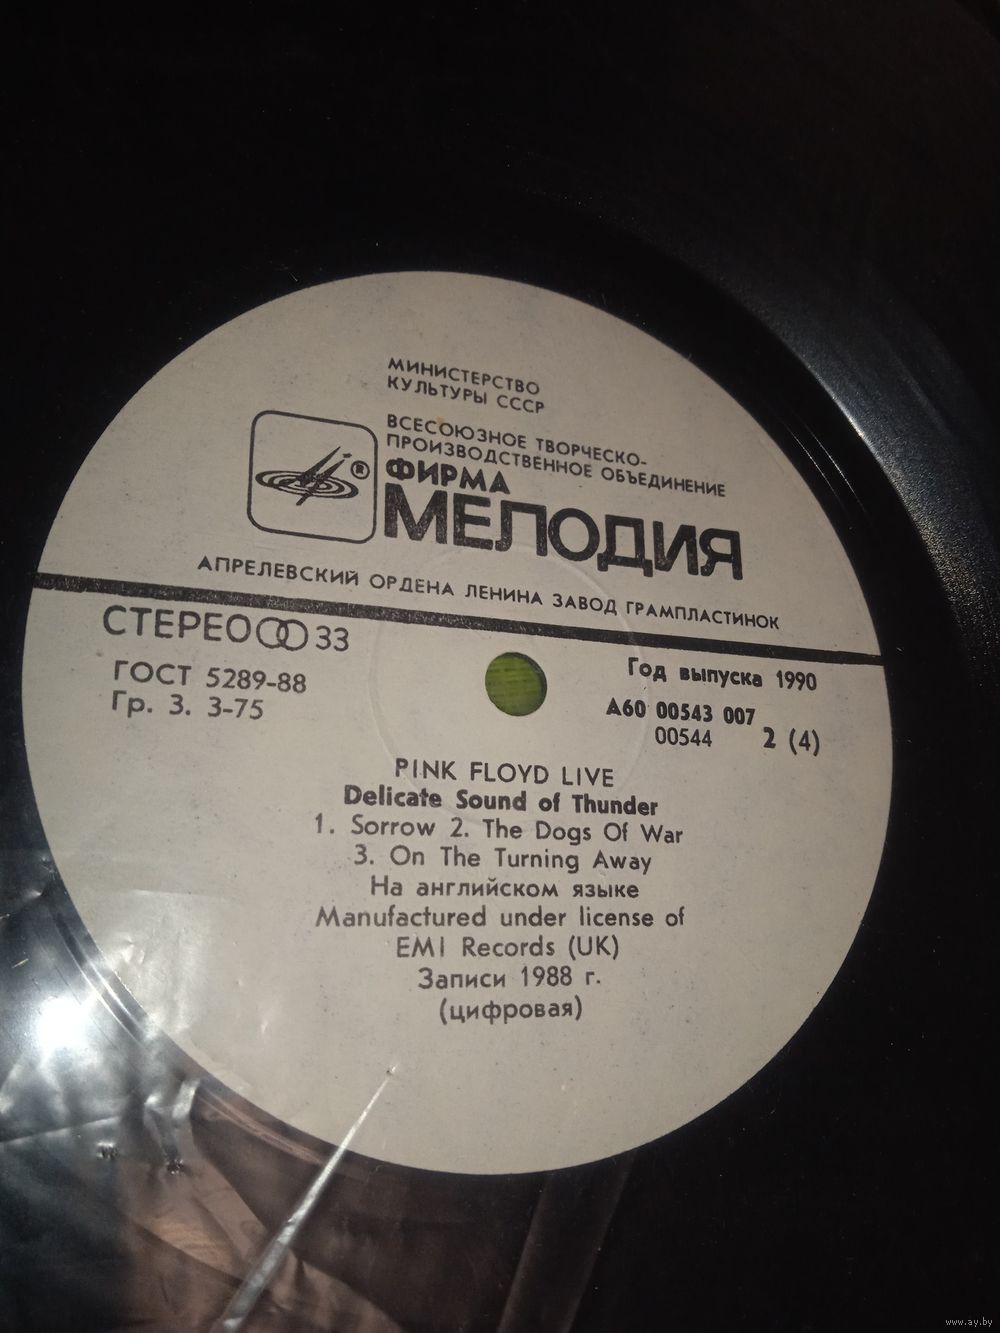 МИНИСТЕРСТВО
КУЛЬТУРЫ СССР
ВСЕСОЮЗНОЕ ТВОРЧЕСКО-
ПРОИЗВОДСТВЕННОЕ ОБЪЕДИНЕНИЕ
ФИРМА
МЕЛОДИЯ
®
АПРЕЛЕВСКИЙ ОРДЕНА ЛЕНИНА ЗАВОД ГРАМПЛАСТИНОК
СТЕРЕО 33
ГОСТ 5289-88
Гр. 3. 3-75
Год выпуска 1990
А60 00543 007
00544 2 (4)
PINK FLOYD LIVE
Delicate Sound of Thunder
1. Sorrow 2. The Dogs Of War
3. On The Turning Away
На английском языке
Manufactured under license of
EMI Records (UK)
Записи 1988 г.
(цифровая)
www.ay.by